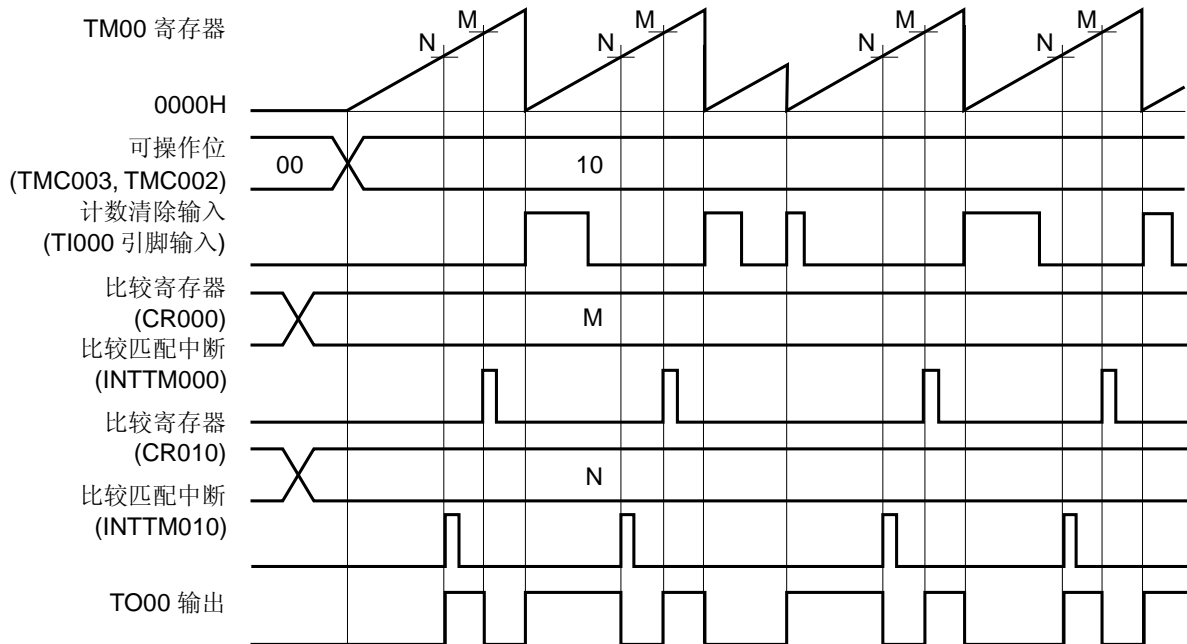 M
M
M
M
TM00 寄存器
N
N
N
N
0000H
可操作位
(TMC003, TMC002)
00
10
计数清除输入
(TI000 引脚输入)
比较寄存器
(CR000)
M
比较匹配中断
(INTTM000)
比较寄存器
(CR010)
N
比较匹配中断
(INTTM010)
TO00 输出